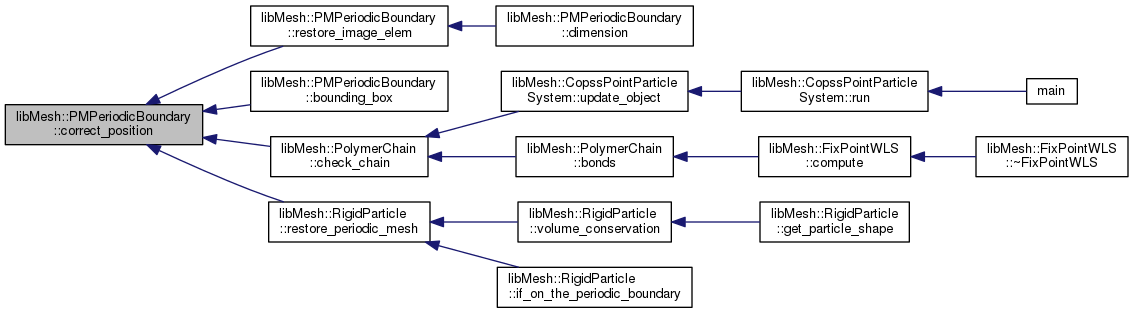 libMesh::PMPeriodicBoundary
::correct_position
libMesh::PMPeriodicBoundary
::restore_image_elem
libMesh::PMPeriodicBoundary
::dimension
libMesh::PMPeriodicBoundary
::bounding_box
libMesh::PolymerChain
::check_chain
libMesh::CopssPointParticle
System::update_object
libMesh::CopssPointParticle
System::run
main
libMesh::PolymerChain
::bonds
libMesh::FixPointWLS
::compute
libMesh::FixPointWLS
::~FixPointWLS
libMesh::RigidParticle
::restore_periodic_mesh
libMesh::RigidParticle
::volume_conservation
libMesh::RigidParticle
::get_particle_shape
libMesh::RigidParticle
::if_on_the_periodic_boundary